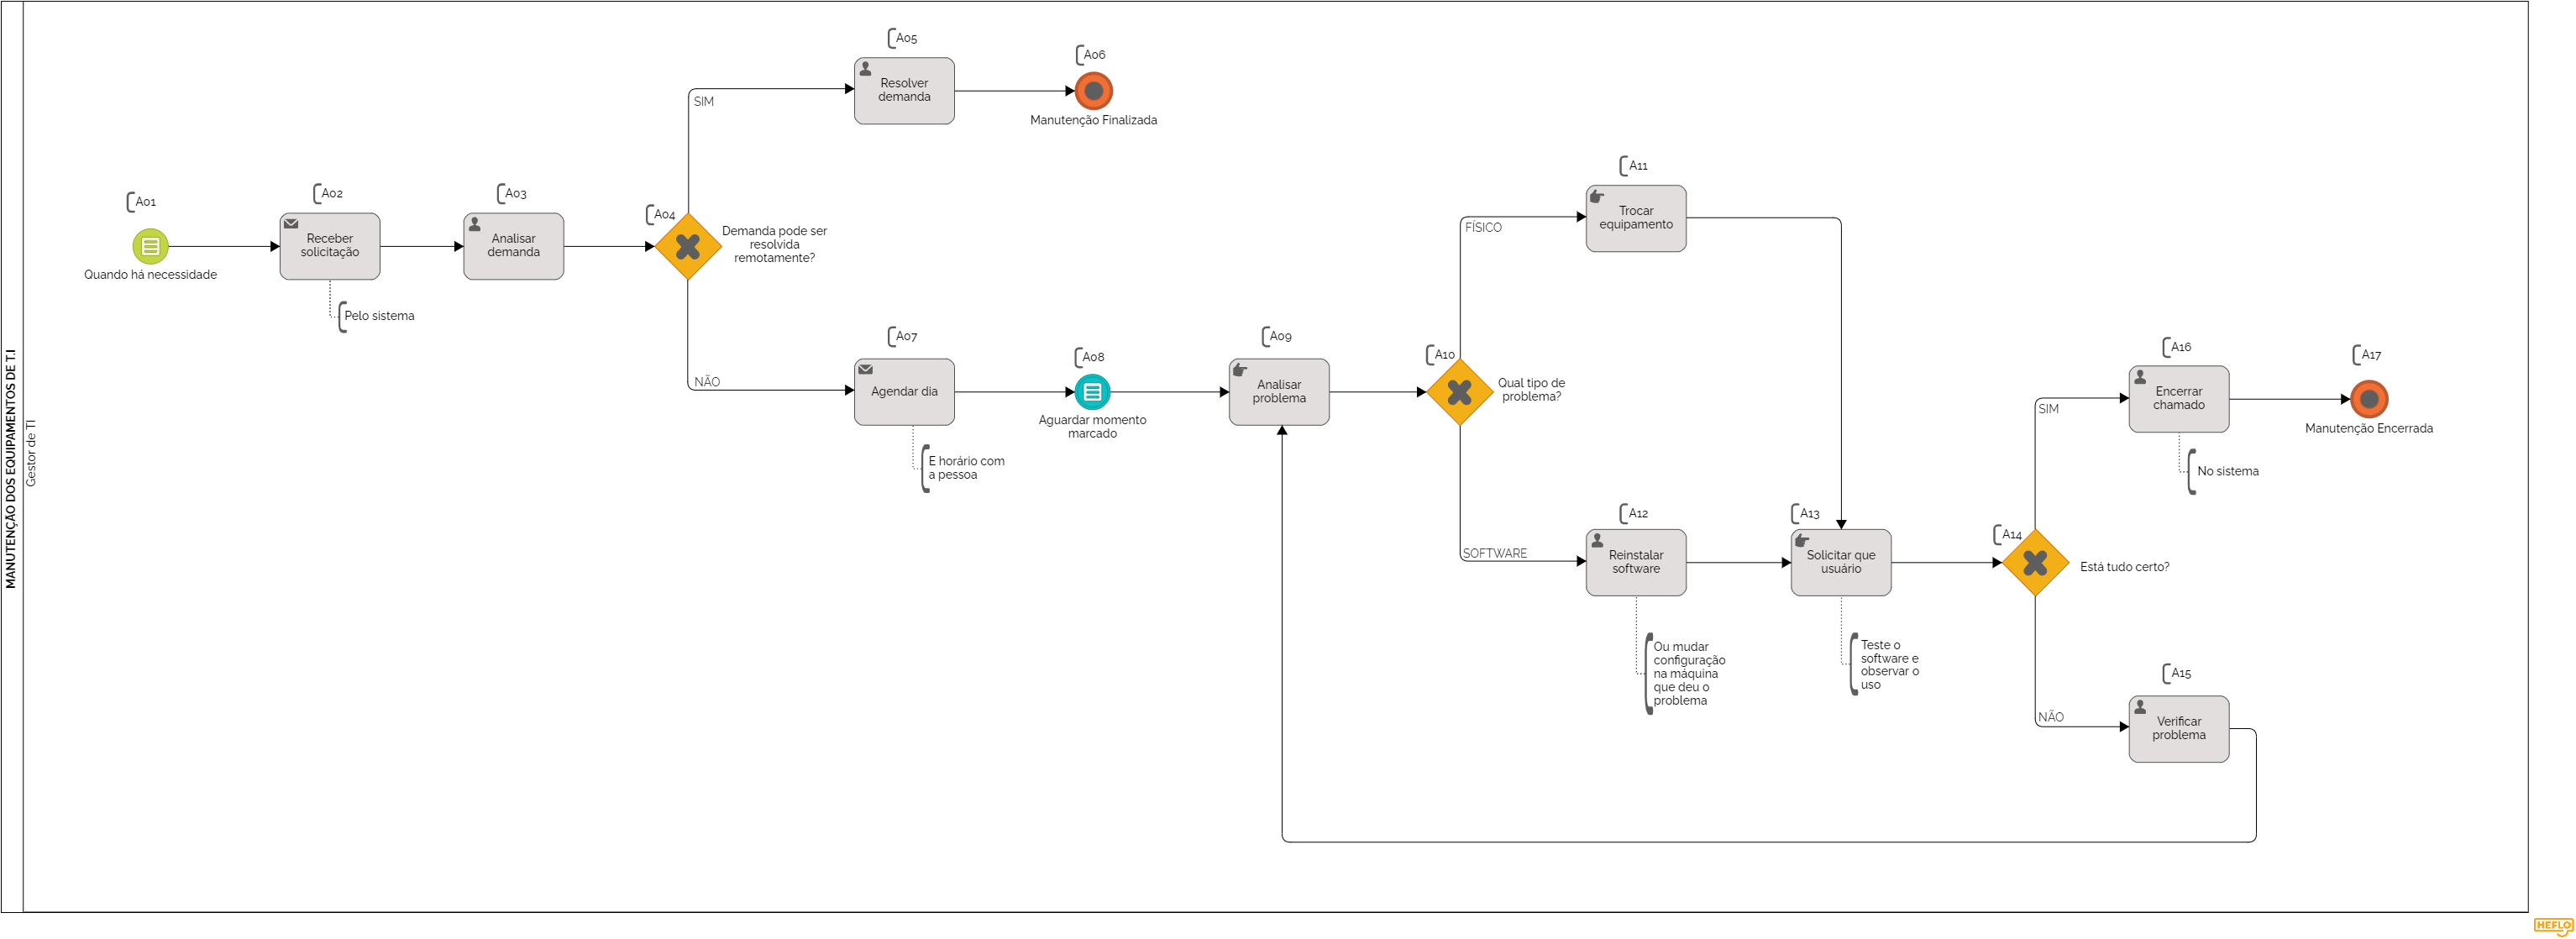 MANUTENÇÃO DOS EQUIPAMENTOS DE T.I
Gestor de TI
A01
Quando há necessidade
A02
Receber
solicitação
Pelo sistema
A03
Analisar
demanda
A04
Demanda pode ser
resolvida
remotamente?
SIM
A05
Resolver
demanda
A06
Manutenção Finalizada
NÃO
A07
Agendar dia
E horário com
a pessoa
A08
Aguardar momento
marcado
A09
Analisar
problema
A10
Qual tipo de
problema?
FÍSICO
A11
Trocar
equipamento
SOFTWARE
A12
Reinstalar
software
Ou mudar
configuração
na máquina
que deu o
problema
A13
Solicitar que
usuário
Teste o
software e
observar o
uso
A14
Está tudo certo?
SIM
A16
Encerrar
chamado
No sistema
A17
Manutenção Encerrada
NÃO
A15
Verificar
problema
HEFLO